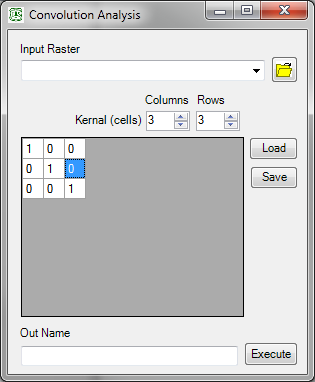 Convolution Analysis
Input Raster
Columns Rows
Kernal (cells) 3 3
1 0 0
0 1 0
0 0 1
Load
Save
Out Name
Execute